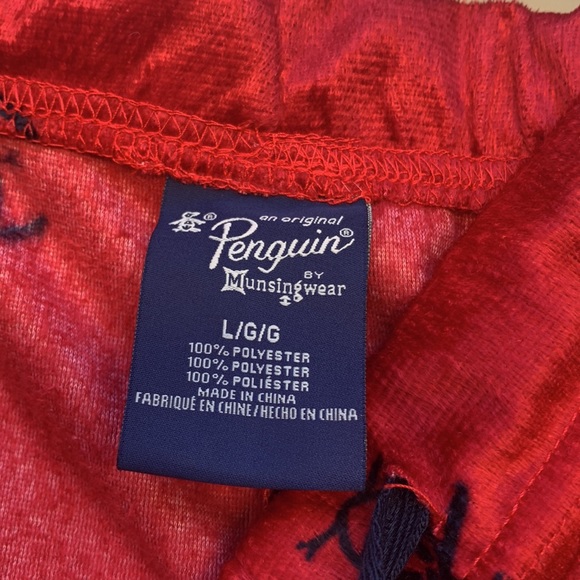 an original
Penguin®
BY
Munsingwear
L/G/G
100% POLYESTER
100% POLYESTER
100% POLIÉSTER
MADE IN CHINA
FABRIQUÉ EN CHINE/HECHO EN CHINA